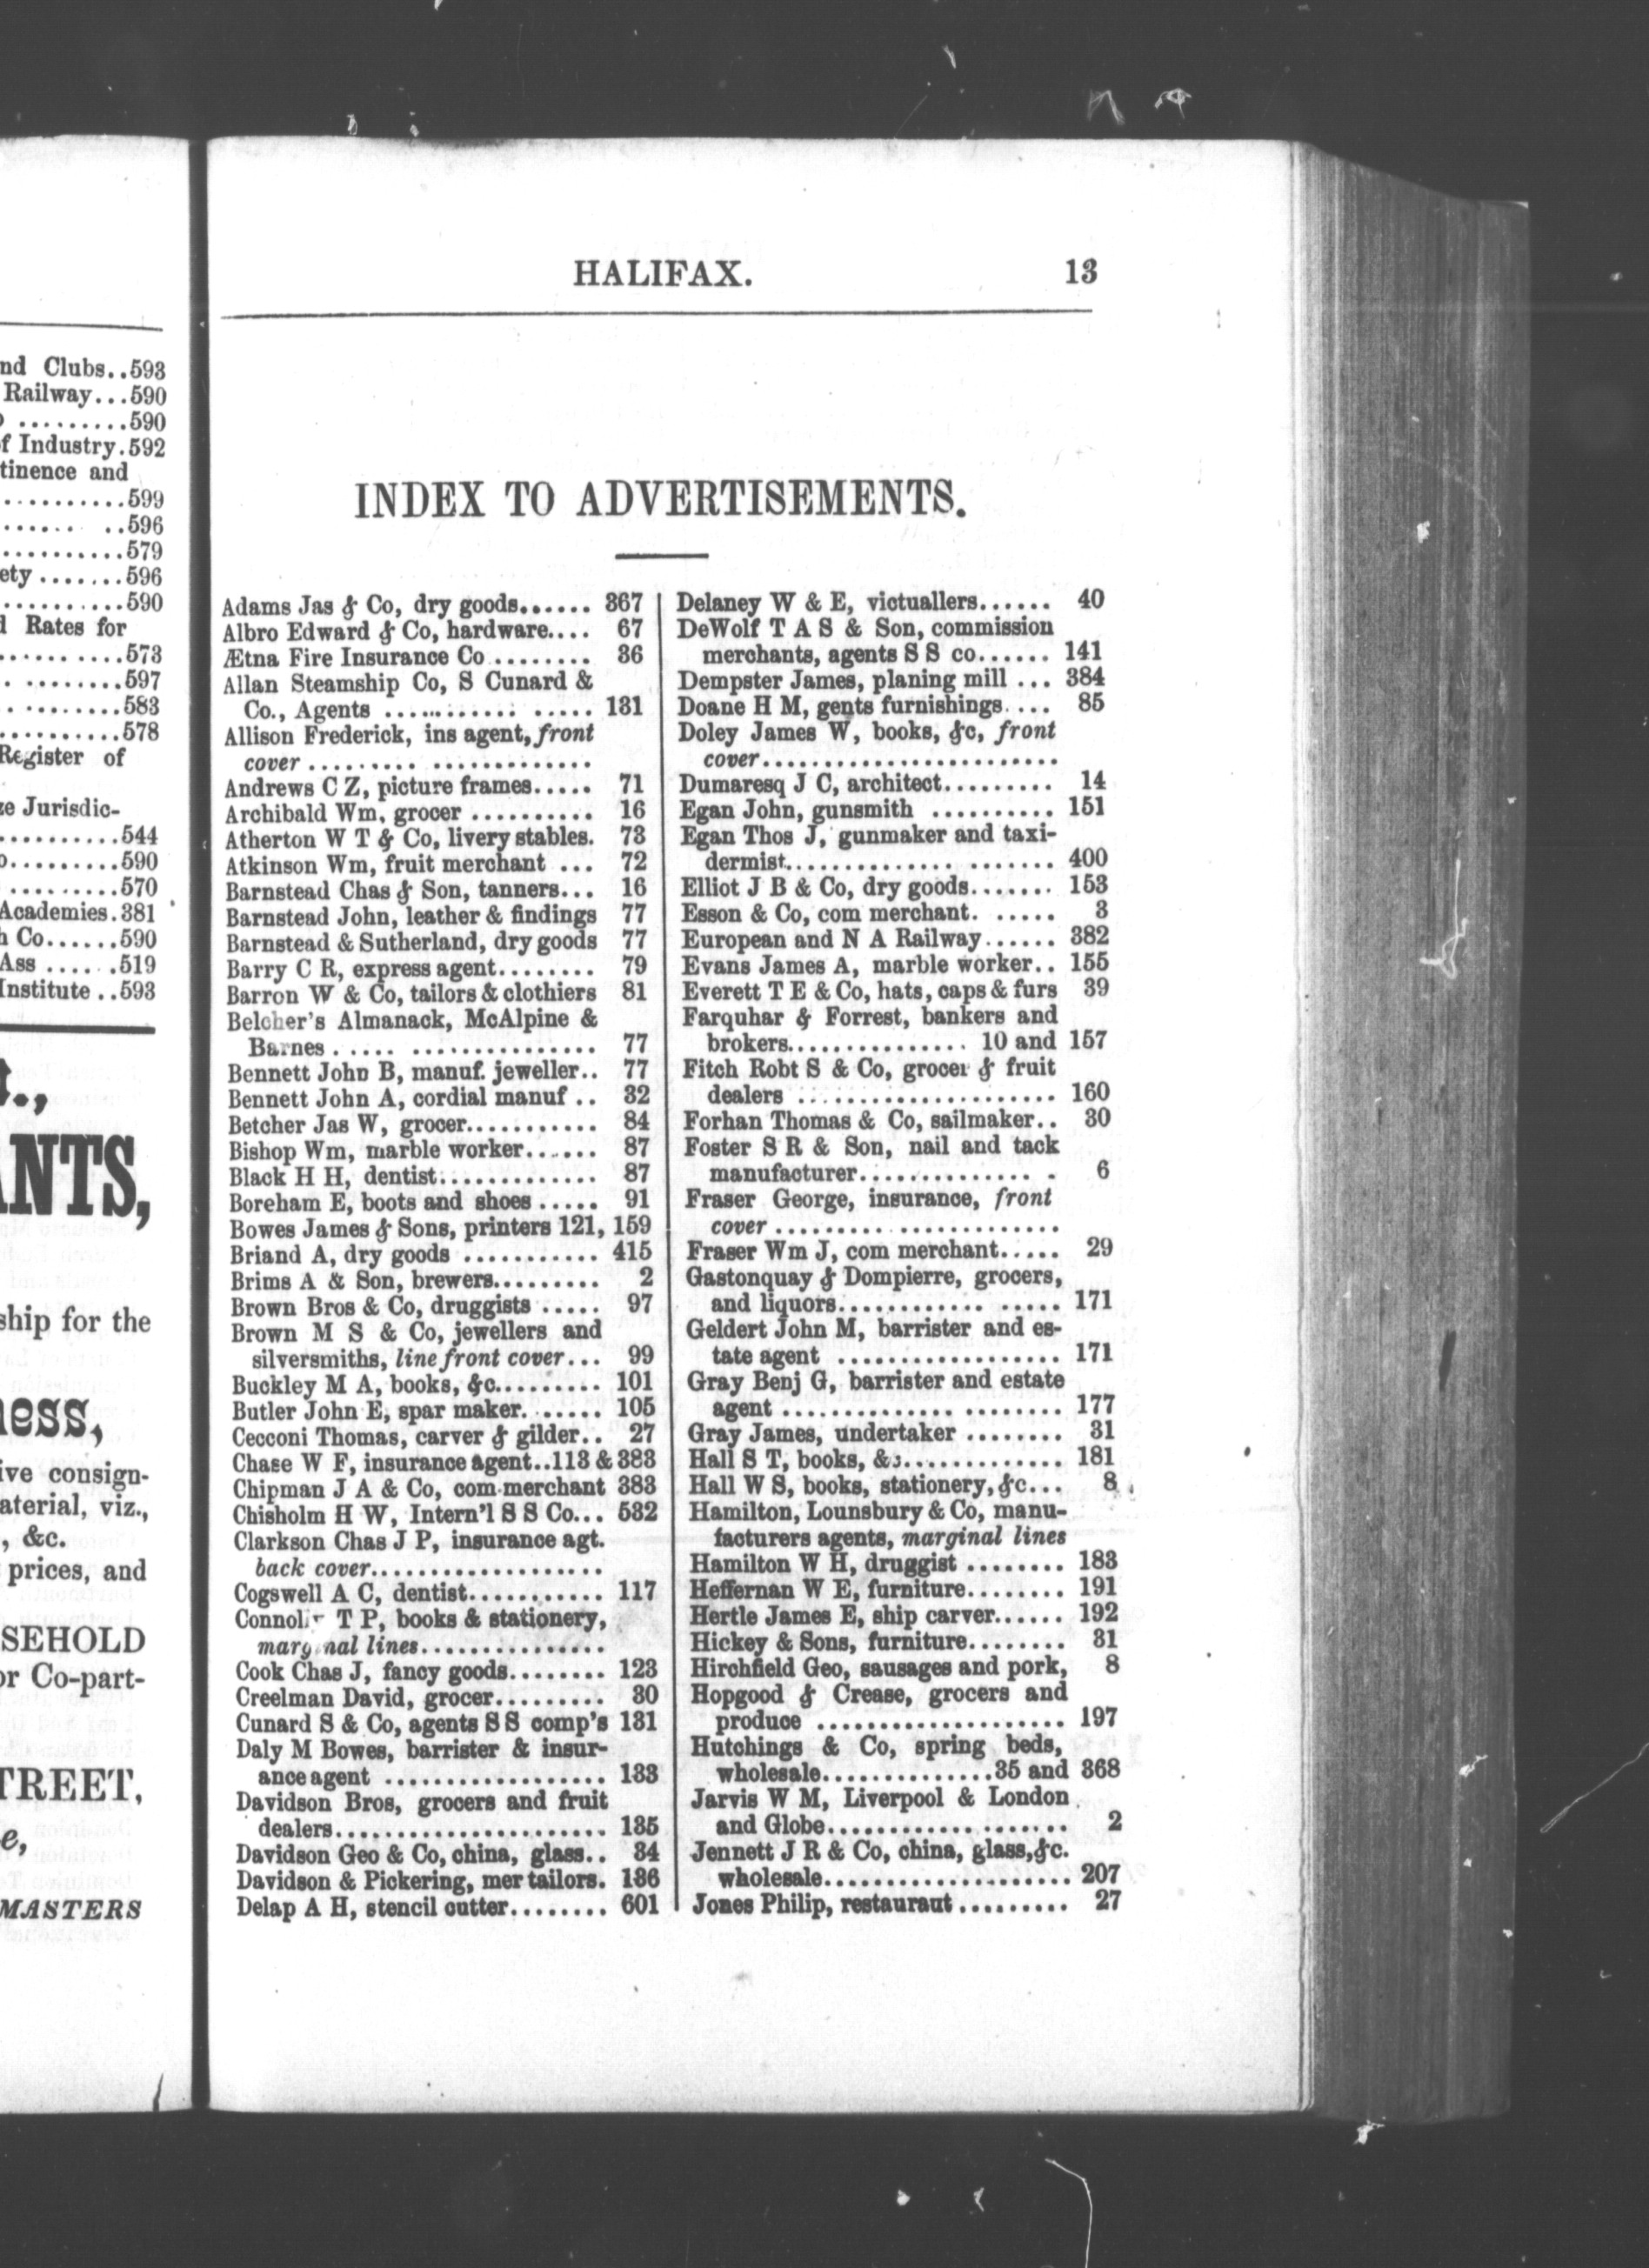 nd Clubs..593
Railway...590
.........590
f Industry.592
tinence and
..........599
...... ..596
..........579
ety.......596
..........590
Rates for
..........573
. ........597
. ........583
..........578
Register of
ze Jurisdic-
..........544
..........590
.........570
Academies.381
h Co......590
Ass ......519
Institute ..593
t.,
ANTS,
ship for the
ness,
ive consign-
aterial, viz.,
, &c.
prices, and
SEHOLD
or Co-part-
TREET,
e,
MASTERS
HALIFAX. 13
INDEX TO ADVERTISEMENTS.
Adams Jas & Co, dry goods...... 367
Albro Edward & Co, hardware.... 67
Ætna Fire Insurance Co ........ 36
Allan Steamship Co, S Cunard &
Co., Agents ........... ..... 131
Allison Frederick, ins agent, front
cover ......... .............
Andrews C Z, picture frames..... 71
Archibald Wm, grocer .......... 16
Atherton W T & Co, livery stables. 73
Atkinson Wm, fruit merchant ... 72
Barnstead Chas & Son, tanners... 16
Barnstead John, leather & findings 77
Barnstead & Sutherland, dry goods 77
Barry C R, express agent........ 79
Barron W & Co, tailors & clothiers 81
Belcher's Almanack, McAlpine &
Barnes ..... ............... 77
Bennett John B, manuf. jeweller.. 77
Bennett John A, cordial manuf .. 32
Betcher Jas W, grocer........... 84
Bishop Wm, marble worker...... 87
Black H H, dentist............. 87
Boreham E, boots and shoes ..... 91
Bowes James & Sons, printers 121, 159
Briand A, dry goods ........... 415
Brims A & Son, brewers......... 2
Brown Bros & Co, druggists ..... 97
Brown M S & Co, jewellers and
silversmiths, line front cover... 99
Buckley M A, books, &c......... 101
Butler John E, spar maker. ...... 105
Cecconi Thomas, carver & gilder.. 27
Chase W F, insurance agent..113 & 383
Chipman J A & Co, com merchant 383
Chisholm H W, Intern'l S S Co... 532
Clarkson Chas J P, insurance agt.
back cover...................
Cogswell A C, dentist........... 117
T P, books & stationery,
marginal lines...............
Cook Chas J, fancy goods........ 123
Creelman David, grocer......... 30
Cunard S & Co, agents S S comp's 131
Daly M Bowes, barrister & insur-
ance agent .................. 133
Davidson Bros, grocers and fruit
dealers...................... 135
Davidson Geo & Co, china, glass.. 34
Davidson & Pickering, mer tailors. 136
Delap A H, stencil cutter........ 601
Delaney W & E, victuallers...... 40
DeWolf T A S & Son, commission
merchants, agents S S co...... 141
Dempster James, planing mill ... 384
Doane H M, gents furnishings.... 85
Doley James W, books, &c, front
cover........................
Dumaresq J C, architect......... 14
Egan John, gunsmith .......... 151
Egan Thos J, gunmaker and taxi-
dermist............. ....... 400
Elliot J B & Co, dry goods....... 153
Esson & Co, com merchant. ..... 3
European and N A Railway...... 382
Evans James A, marble worker.. 155
Everett T E & Co, hats, caps & furs 39
Farquhar & Forrest, bankers and
brokers............... 10 and 157
Fitch Robt S & Co, grocer & fruit
dealers ..................... 160
Forhan Thomas & Co, sailmaker.. 30
Foster S R & Son, nail and tack
manufacturer.............. . 6
Fraser George, insurance, front
cover ........................
Fraser Wm J, com merchant..... 29
Gastonquay & Dompierre, grocers,
and liquors............ ..... 171
Geldert John M, barrister and es-
tate agent .................. 171
Gray Benj G, barrister and estate
agent .............. ........ 177
Gray James, undertaker ........ 31
Hall S T, books, &c............. 181
Hall W S, books, stationery, &c... 8
Hamilton, Lounsbury & Co, manu-
facturers agents, marginal lines
Hamilton W H, druggist ........ 183
Heffernan W E, furniture........ 191
Hertle James E, ship carver...... 192
Hickey & Sons, furniture........ 31
Hirchfield Geo, sausages and pork, 8
Hopgood & Crease, grocers and
produce .................... 197
Hutchings & Co, spring beds,
wholesale..............35 and 368
Jarvis W M, Liverpool & London
and Globe............. ....... 2
Jennett J R & Co, china, glass, &c.
wholesale.................... 207
Jones Philip, restaurant ......... 27